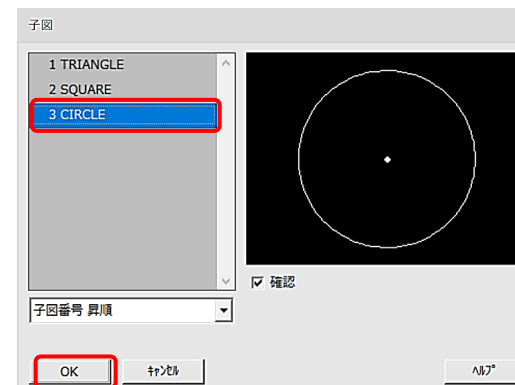 子図
1 TRIANGLE
2 SQUARE
3 CIRCLE
確認
子図番号 昇順
OK
ｷｬﾝｾﾙ
ﾍﾙﾌﾟ